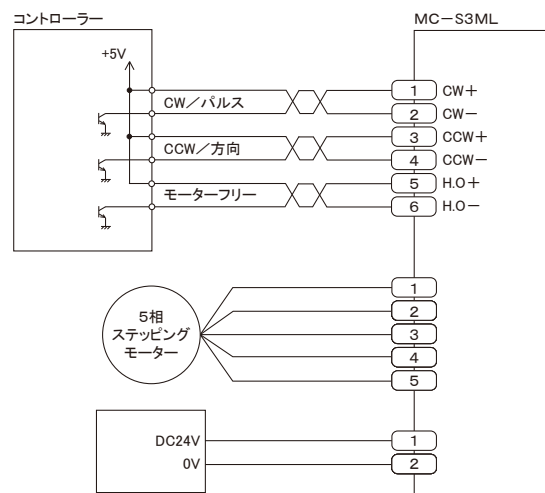 コントローラー
MC－S3ML
+5V
CW／パルス
1 CW＋
2 CW－
CCW／方向
3 CCW＋
4 CCW－
モーターフリー
5 H.O＋
6 H.O－
5相
ステッピング
モーター
1
2
3
4
5
DC24V
1
0V
2